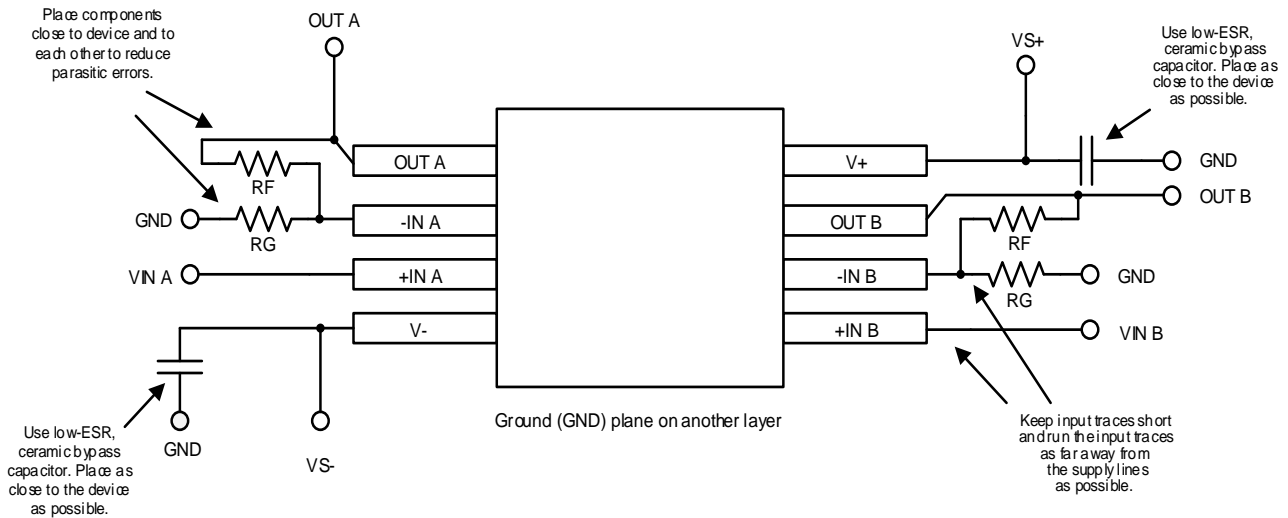 Place components
close to device and to
each other to reduce
parasitic errors.
OUT A
VS+
Use low-ESR,
ceramic bypass
capacitor. Place as
close to the device
as possible.
OUT A
V+
GND
RF
OUT B
GND
-IN A
OUT B
RG
RF
VIN A
+IN A
-IN B
GND
RG
V-
+IN B
VIN B
Ground (GND) plane on another layer
Use low-ESR,
ceramic bypass
capacitor. Place as
close to the device
as possible.
GND
VS-
Keep input traces short
and run the input traces
as far away from
the supply lines
as possible.